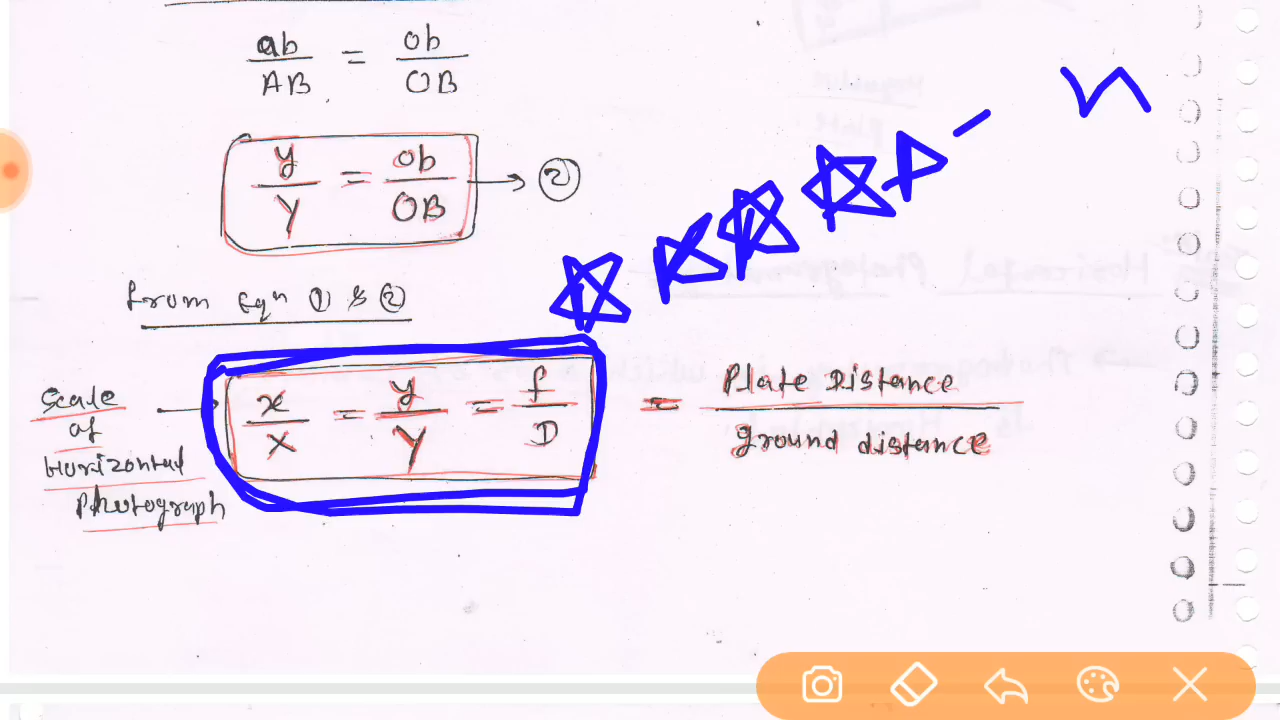 ab/AB = ob/OB
y/Y = ob/OB → ②
from Eqn ① & ②
Scale of Horizontal Photograph → x/X = y/Y = f/D = Plate Distance/ground distance